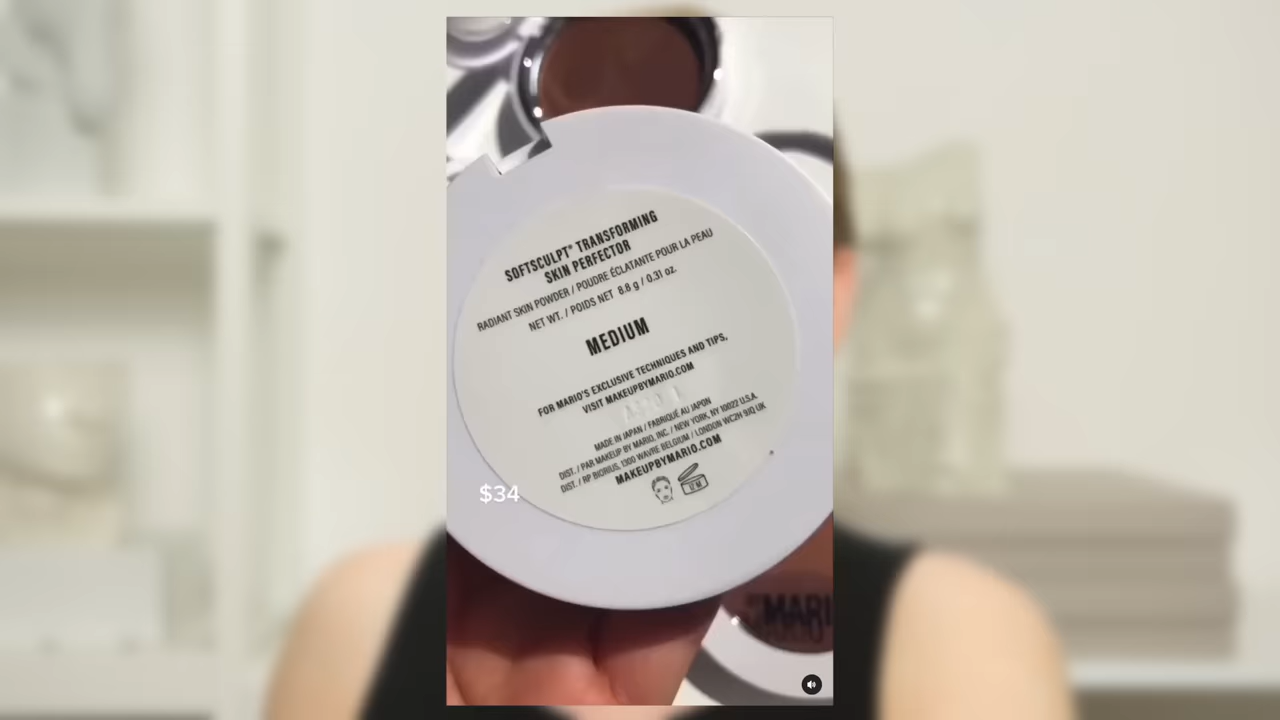 SOFTSCULPT® TRANSFORMING
SKIN PERFECTOR
RADIANT SKIN POWDER / POUDRE ÉCLATANTE POUR LA PEAU
NET WT. / POIDS NET 8.8 g / 0.31 oz.
MEDIUM
FOR MARIO'S EXCLUSIVE TECHNIQUES AND TIPS,
VISIT MAKEUPBYMARIO.COM
MADE IN JAPAN / FABRIQUÉ AU JAPON
DIST. / PAR MAKEUP BY MARIO, INC. / NEW YORK, NY 10022 U.S.A.
DIST. / RP BIORIUS, 1300 WAVRE BELGIUM / LONDON WC2H 9JQ UK
MAKEUPBYMARIO.COM
12 M
$34
MARI